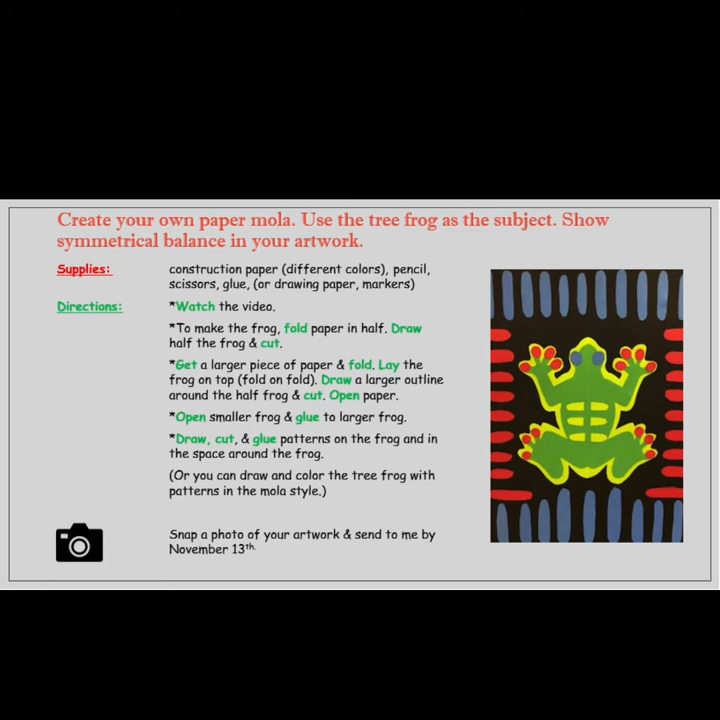 Create your own paper mola. Use the tree frog as the subject. Show
symmetrical balance in your artwork.
Supplies:
construction paper (different colors), pencil,
scissors, glue, (or drawing paper, markers)
Directions:
*Watch the video.
*To make the frog, fold paper in half. Draw
half the frog & cut.
*Get a larger piece of paper & fold. Lay the
frog on top (fold on fold). Draw a larger outline
around the half frog & cut. Open paper.
*Open smaller frog & glue to larger frog.
*Draw, cut, & glue patterns on the frog and in
the space around the frog.
(Or you can draw and color the tree frog with
patterns in the mola style.)
Snap a photo of your artwork & send to me by
November 13th.